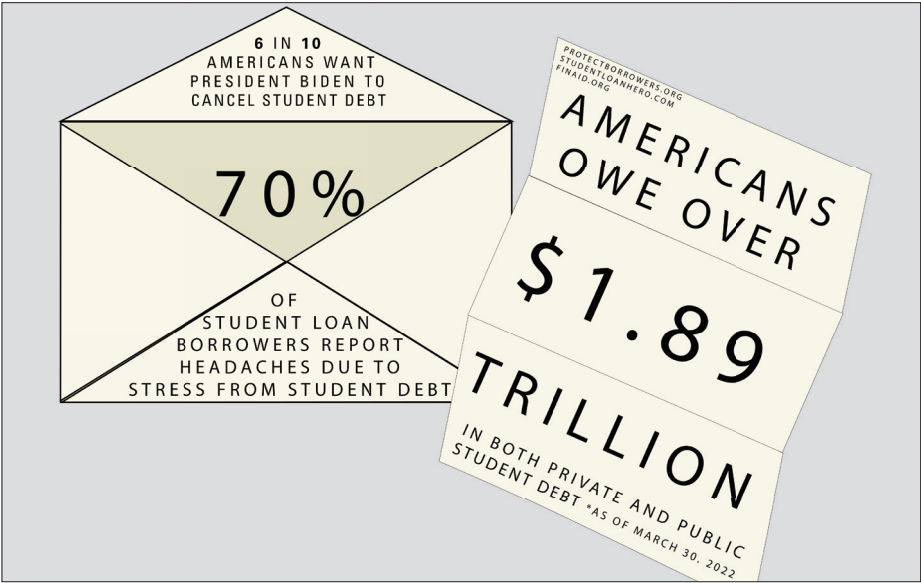 6 IN 10
AMERICANS WANT
PRESIDENT BIDEN TO
CANCEL STUDENT DEBT
70%
OF
STUDENT LOAN
BORROWERS REPORT
HEADACHES DUE TO
STRESS FROM STUDENT DEBT
PROTECTBORROWERS.ORG
STUDENTLOANHERO.COM
FINAID.ORG
AMERICANS
OWE OVER
$1.89
TRILLION
IN BOTH PRIVATE AND PUBLIC
STUDENT DEBT *AS OF MARCH 30. 2022